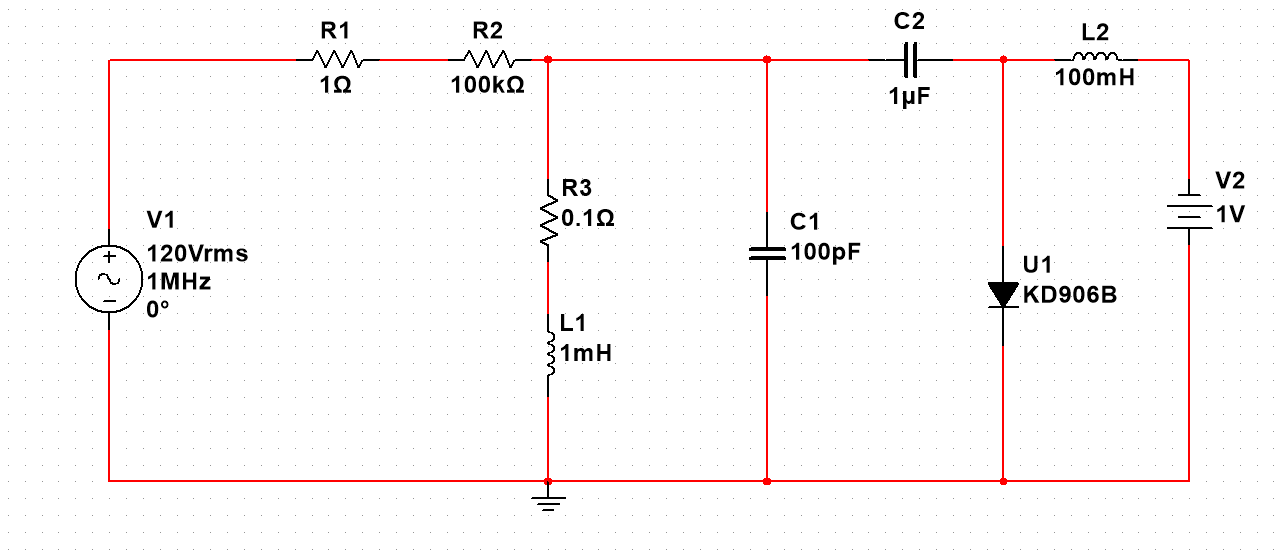 R1
1Ω
R2
100kΩ
C2
1µF
L2
100mH
V1
120Vrms
1MHz
0°
R3
0.1Ω
L1
1mH
C1
100pF
U1
KD906B
V2
1V